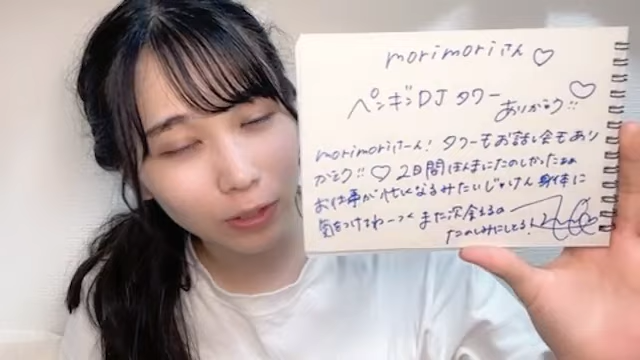 morimoriさん♡
ペンギンDJタワー
ありがとう!!♡
morimoriさーん!タワーもお話し会もあり
がとう!!♡2日間ほんまにたのしかったぁぁ
お仕事が忙しくなるみたいじゃけん身体に
気をつけてねーっ また次会えるの
たのしみにしとる!